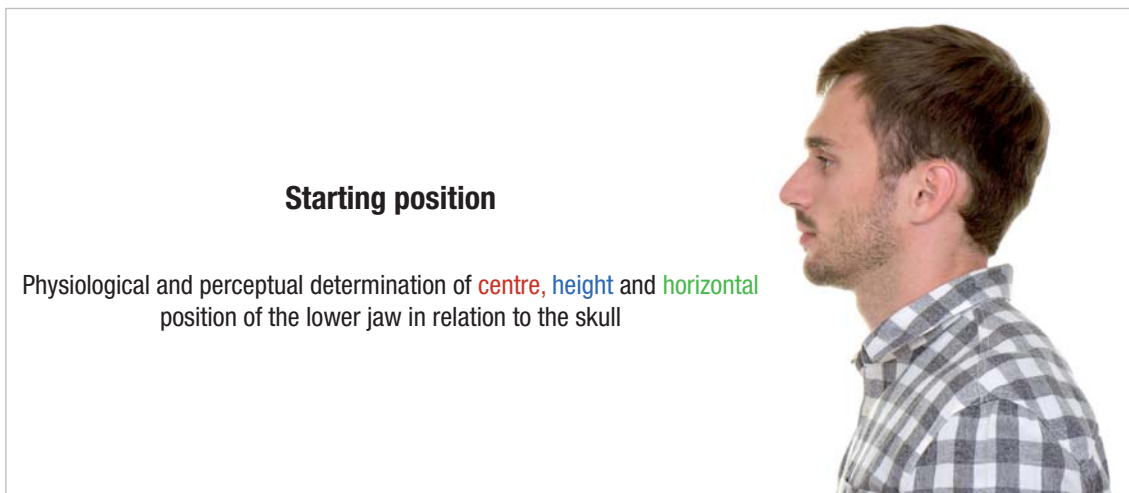 Starting position
Physiological and perceptual determination of centre, height and horizontal
position of the lower jaw in relation to the skull